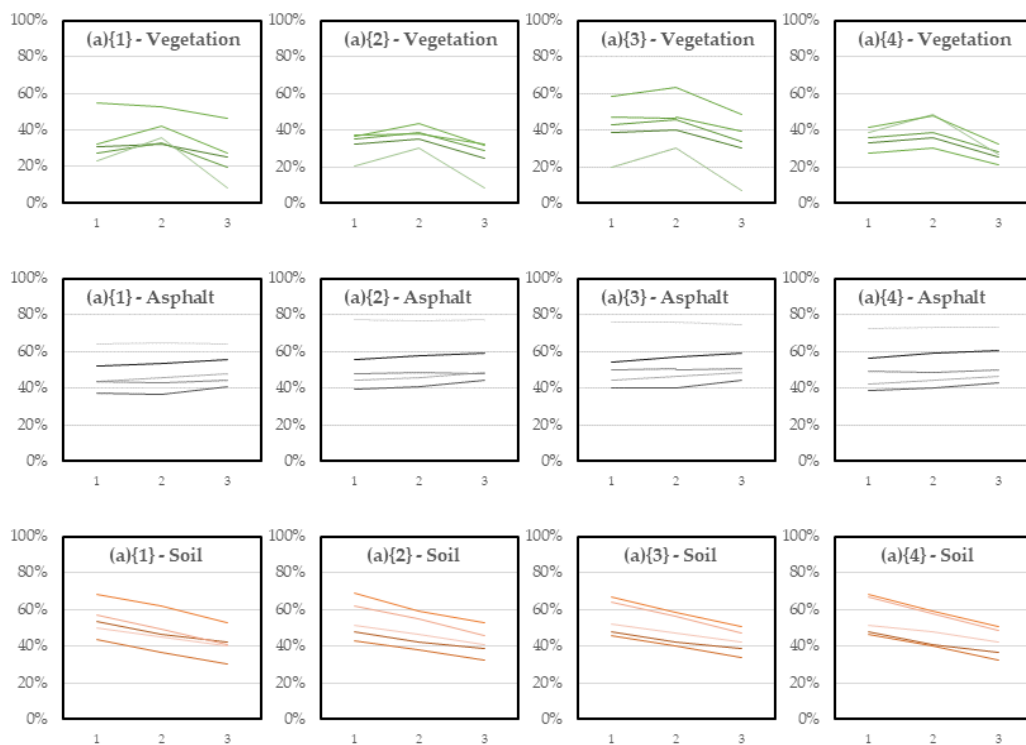 100% 100% 100% 100%
(a){1} - Vegetation (a){2} - Vegetation (a){3} - Vegetation (a){4} - Vegetation
80% 80% 80% 80%
60% 60% 60% 60%
40% 40% 40% 40%
20% 20% 20% 20%
0% 0% 0% 0%
1 2 3 1 2 3 1 2 3 1 2 3
100% 100% 100% 100%
(a){1} - Asphalt (a){2} - Asphalt (a){3} - Asphalt (a){4} - Asphalt
80% 80% 80% 80%
60% 60% 60% 60%
40% 40% 40% 40%
20% 20% 20% 20%
0% 0% 0% 0%
1 2 3 1 2 3 1 2 3 1 2 3
100% 100% 100% 100%
(a){1} - Soil (a){2} - Soil (a){3} - Soil (a){4} - Soil
80% 80% 80% 80%
60% 60% 60% 60%
40% 40% 40% 40%
20% 20% 20% 20%
0% 0% 0% 0%
1 2 3 1 2 3 1 2 3 1 2 3